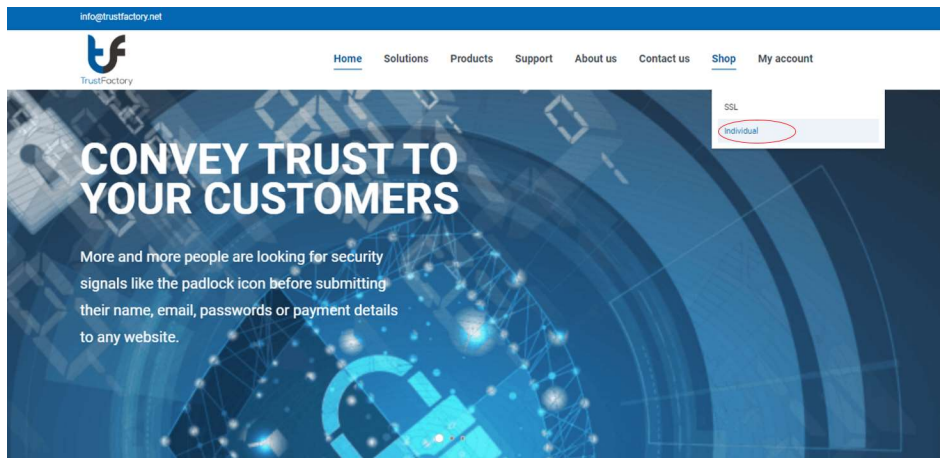 info@trustfactory.net
TrustFactory
Home Solutions Products Support About us Contact us Shop My account
SSL
Individual
CONVEY TRUST TO
YOUR CUSTOMERS
More and more people are looking for security
signals like the padlock icon before submitting
their name, email, passwords or payment details
to any website.